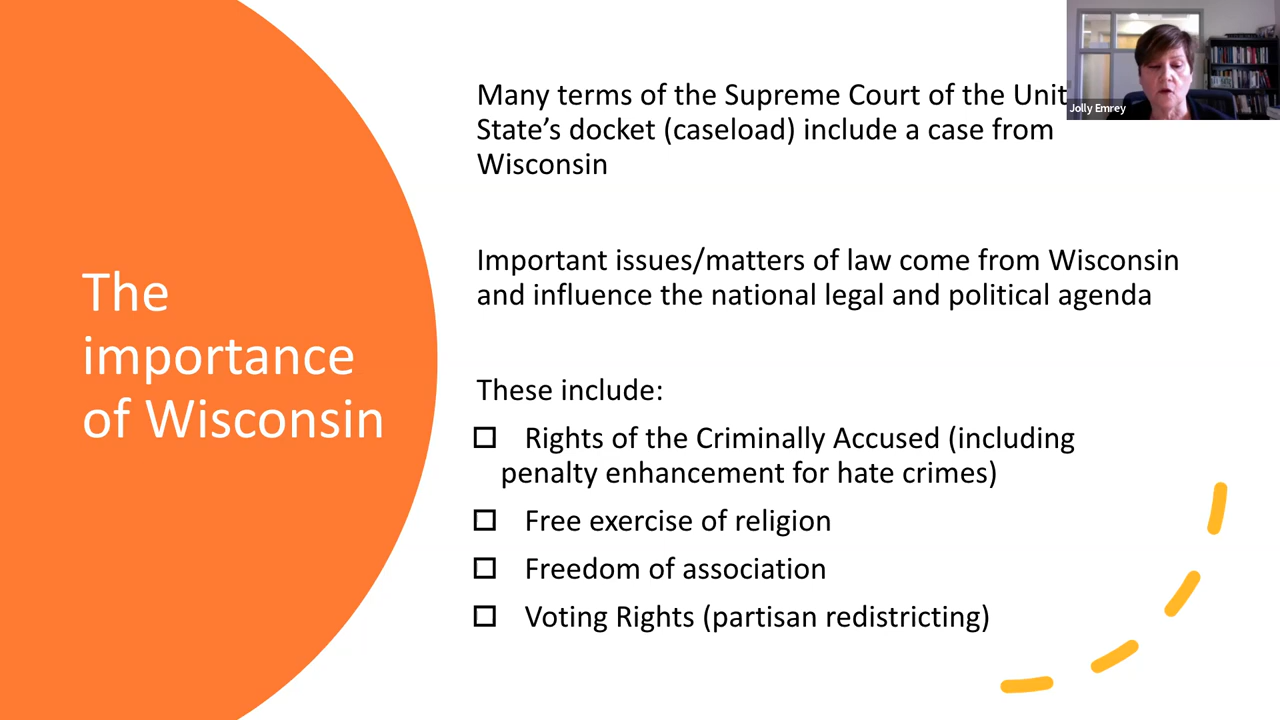 The
importance
of Wisconsin
Many terms of the Supreme Court of the Unit
State’s docket (caseload) include a case from
Wisconsin
Important issues/matters of law come from Wisconsin
and influence the national legal and political agenda
These include:
Rights of the Criminally Accused (including
penalty enhancement for hate crimes)
Free exercise of religion
Freedom of association
Voting Rights (partisan redistricting)
Jolly Emrey